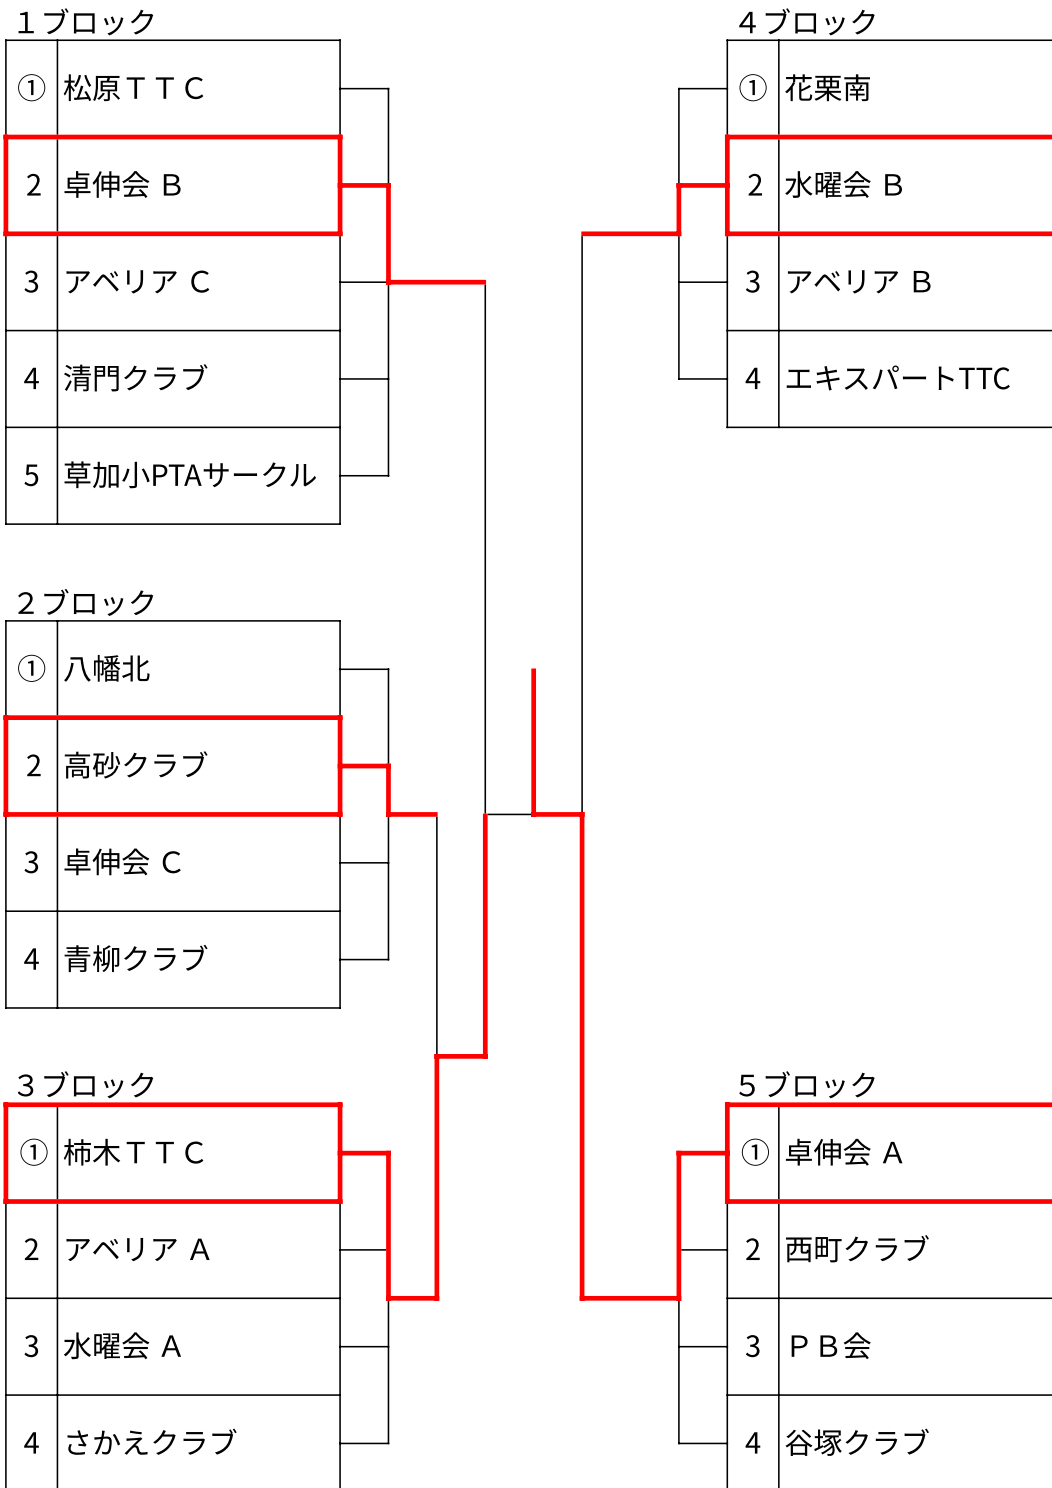 １ブロック
① 松原ＴＴＣ
2 卓伸会 Ｂ
3 アベリア Ｃ
4 清門クラブ
5 草加小PTAサークル
２ブロック
① 八幡北
2 高砂クラブ
3 卓伸会 Ｃ
4 青柳クラブ
３ブロック
① 柿木ＴＴＣ
2 アベリア Ａ
3 水曜会 Ａ
4 さかえクラブ
４ブロック
① 花栗南
2 水曜会 Ｂ
3 アベリア Ｂ
4 エキスパートTTC
５ブロック
① 卓伸会 Ａ
2 西町クラブ
3 ＰＢ会
4 谷塚クラブ